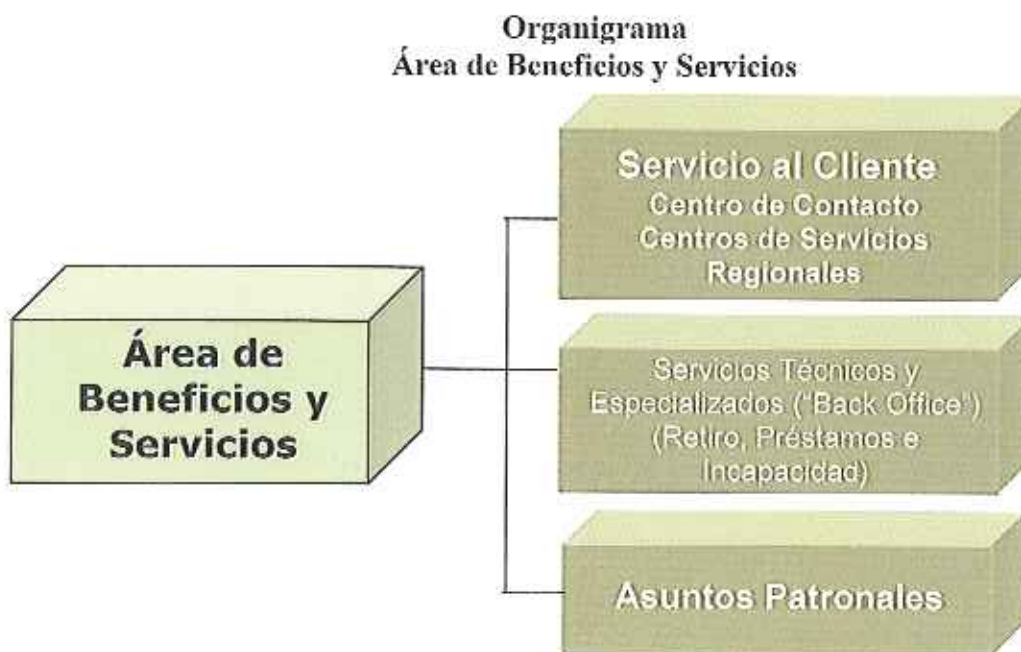 Organigrama
Área de Beneficios y Servicios
Servicio al Cliente
Centro de Contacto
Centros de Servicios
Regionales
Área de
Beneficios y
Servicios
Servicios Técnicos y
Especializados ("Back Office")
(Retiro, Préstamos e
Incapacidad)
Asuntos Patronales